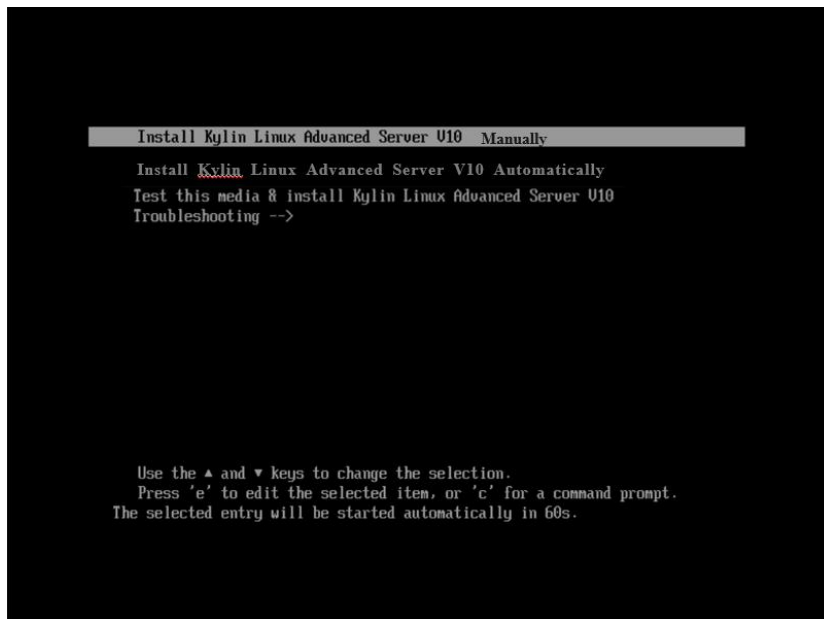 Install Kylin Linux Advanced Server V10 Manually
Install Kylin Linux Advanced Server V10 Automatically
Test this media & install Kylin Linux Advanced Server V10
Troubleshooting -->
Use the ▲ and ▼ keys to change the selection.
Press 'e' to edit the selected item, or 'c' for a command prompt.
The selected entry will be started automatically in 60s.